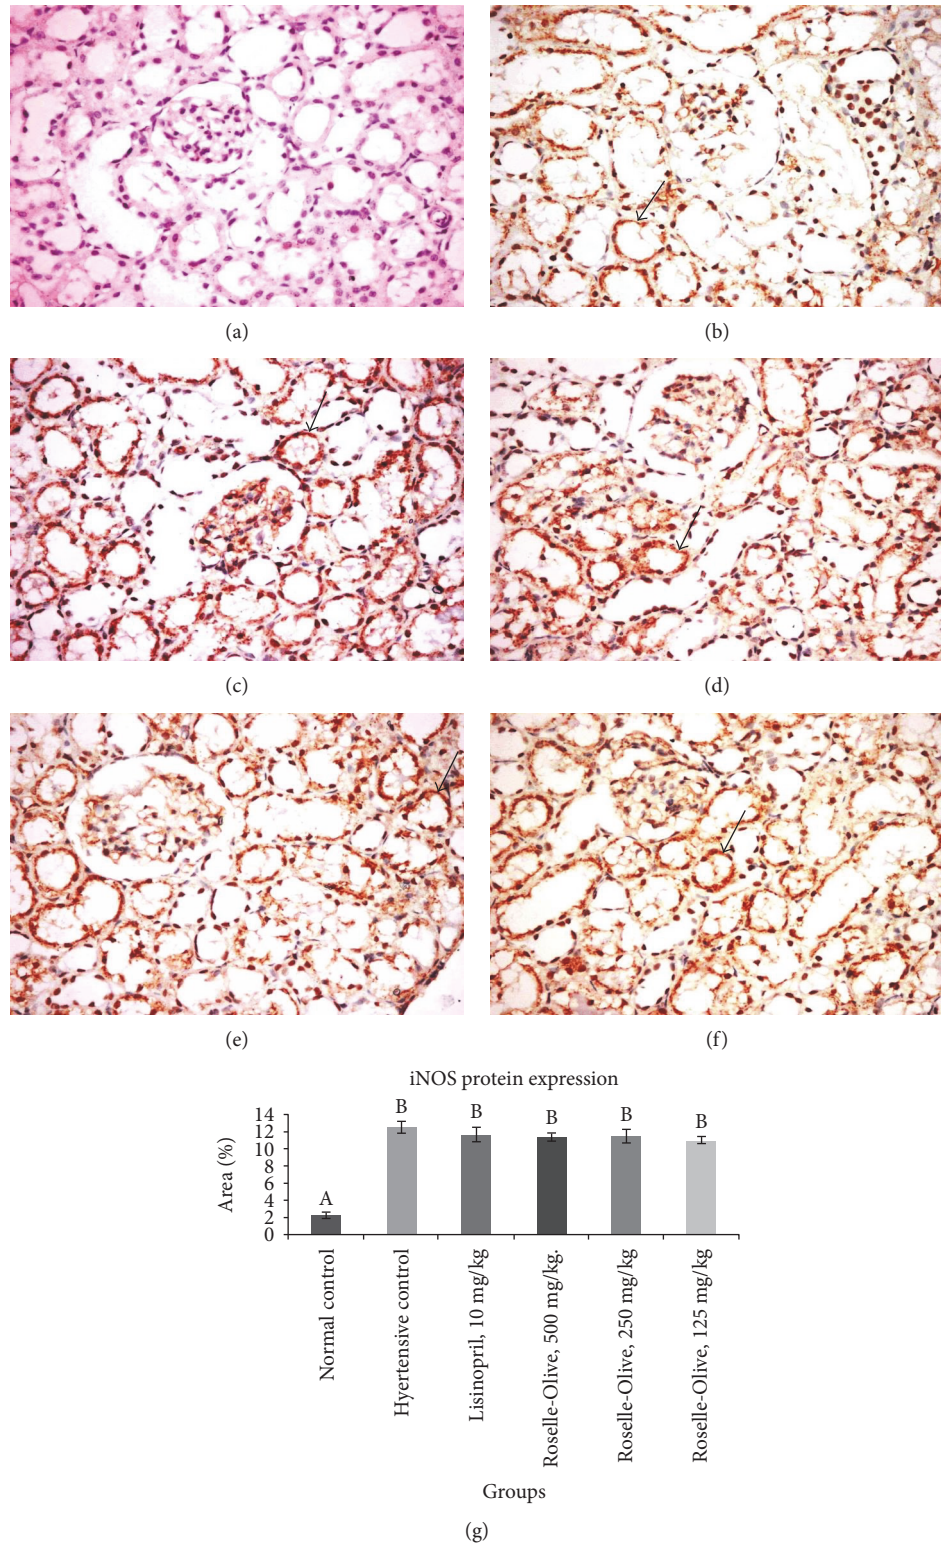 (a)
(b)
(c)
(d)
(e)
(f)
iNOS protein expression
Area (%)
14
12
10
8
6
4
2
0
A
B
B
B
B
B
Normal control
Hyertensive control
Lisinopril, 10 mg/kg
Roselle-Olive, 500 mg/kg.
Roselle-Olive, 250 mg/kg
Roselle-Olive, 125 mg/kg
Groups
(g)